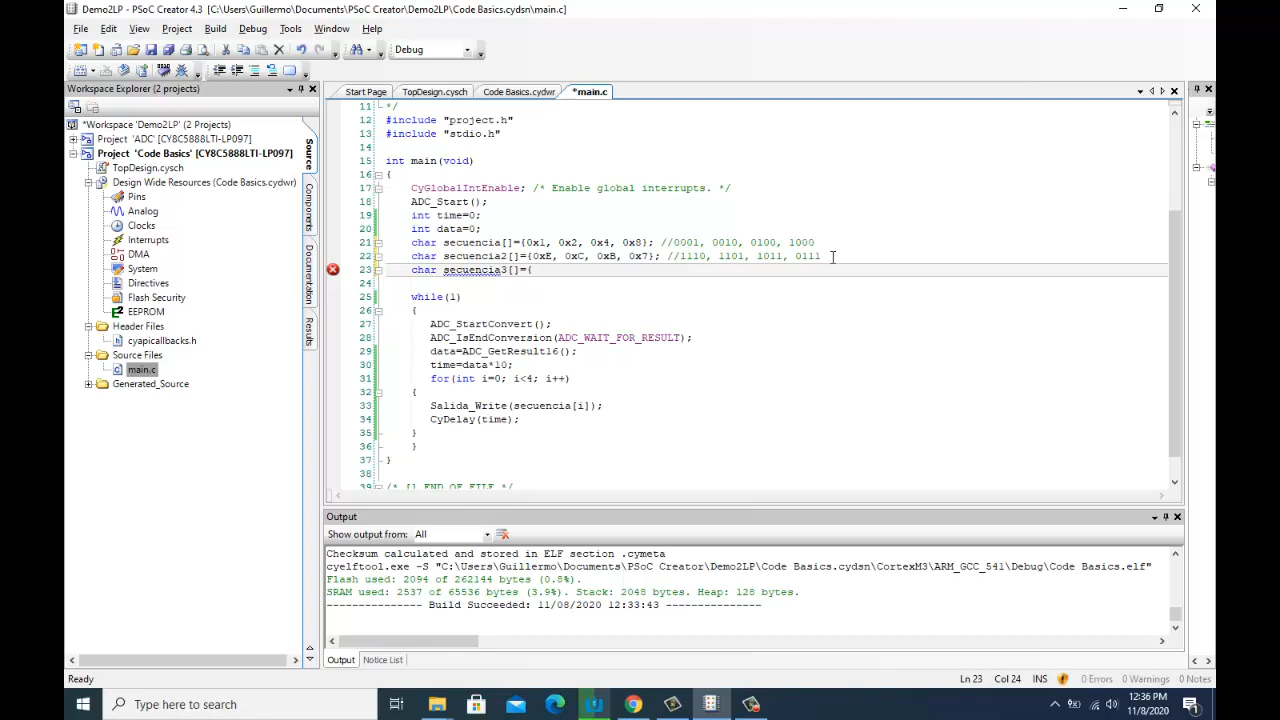 Demo2LP - PSoC Creator 4.3 [C:\Users\Guillermo\Documents\PSoC Creator\Demo2LP\Code Basics.cydsn\main.c]
File Edit View Project Build Debug Tools Window Help
Debug
Workspace Explorer (2 projects)
Workspace 'Demo2LP' (2 Projects)
Project 'ADC' [CY8C5888LTI-LP097]
Project 'Code Basics' [CY8C5888LTI-LP097]
TopDesign.cysch
Design Wide Resources (Code Basics.cydwr)
Pins
Analog
Clocks
Interrupts
DMA
System
Directives
Flash Security
EEPROM
Header Files
cyapicallbacks.h
Source Files
main.c
Generated_Source
Source
Components
Documentation
Results
Start Page TopDesign.cysch Code Basics.cydwr *main.c
11 */
12 #include "project.h"
13 #include "stdio.h"
14
15 int main(void)
16 {
17 CyGlobalIntEnable; /* Enable global interrupts. */
18 ADC_Start();
19 int time=0;
20 int data=0;
21 char secuencia[]={0x1, 0x2, 0x4, 0x8}; //0001, 0010, 0100, 1000
22 char secuencia2[]={0xE, 0xC, 0xB, 0x7}; //1110, 1101, 1011, 0111
23 char secuencia3[]={
24
25 while(1)
26 {
27 ADC_StartConvert();
28 ADC_IsEndConversion(ADC_WAIT_FOR_RESULT);
29 data=ADC_GetResult16();
30 time=data*10;
31 for(int i=0; i<4; i++)
32 {
33 Salida_Write(secuencia[i]);
34 CyDelay(time);
35 }
36 }
37 }
38
39 /* [] END OF FILE */
Output
Show output from: All
Checksum calculated and stored in ELF section .cymeta
cyelftool.exe -S "C:\Users\Guillermo\Documents\PSoC Creator\Demo2LP\Code Basics.cydsn\CortexM3\ARM_GCC_541\Debug\Code Basics.elf"
Flash used: 2094 of 262144 bytes (0.8%).
SRAM used: 2537 of 65536 bytes (3.9%). Stack: 2048 bytes. Heap: 128 bytes.
--------------- Build Succeeded: 11/08/2020 12:33:43 ---------------
Output Notice List
Ready Ln 23 Col 24 INS 0 Errors 0 Warnings 0 Notes
Type here to search
12:36 PM
11/8/2020